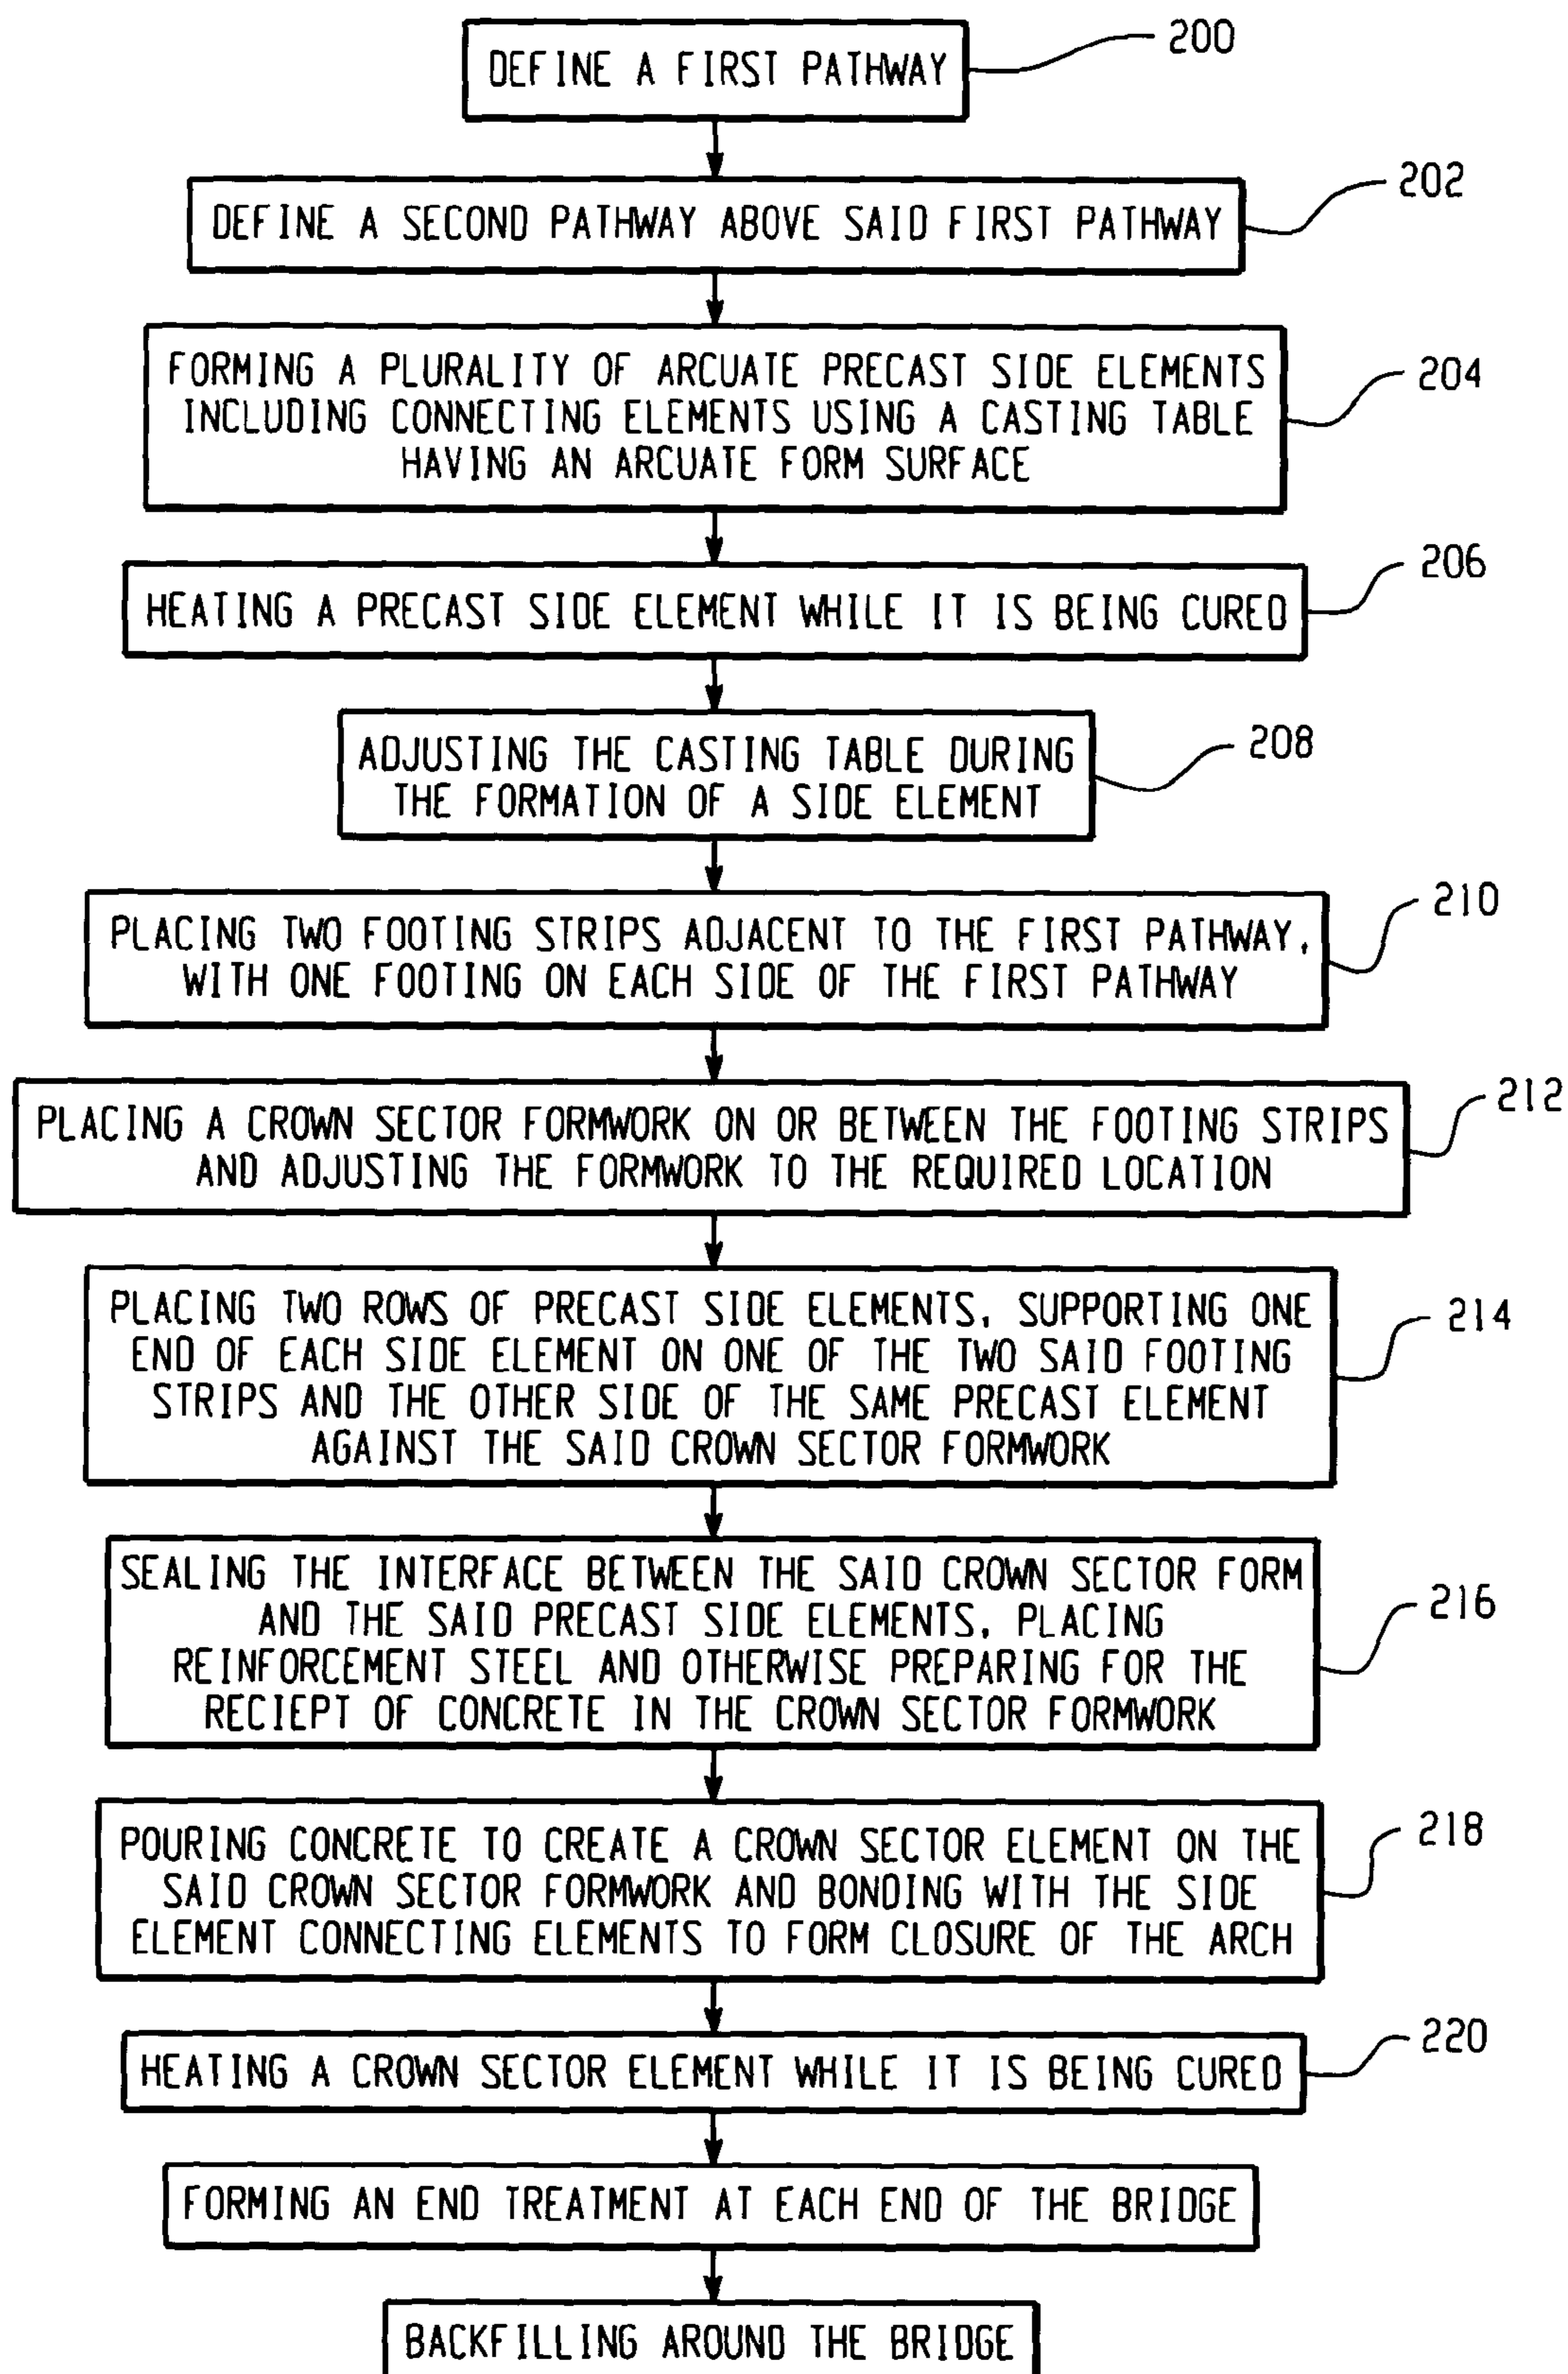 DEFINE A FIRST PATHWAY
200
DEFINE A SECOND PATHWAY ABOVE SAID FIRST PATHWAY
202
FORMING A PLURALITY OF ARCUATE PRECAST SIDE ELEMENTS
INCLUDING CONNECTING ELEMENTS USING A CASTING TABLE
HAVING AN ARCUATE FORM SURFACE
204
HEATING A PRECAST SIDE ELEMENT WHILE IT IS BEING CURED
206
ADJUSTING THE CASTING TABLE DURING
THE FORMATION OF A SIDE ELEMENT
208
PLACING TWO FOOTING STRIPS ADJACENT TO THE FIRST PATHWAY,
WITH ONE FOOTING ON EACH SIDE OF THE FIRST PATHWAY
210
PLACING A CROWN SECTOR FORMWORK ON OR BETWEEN THE FOOTING STRIPS
AND ADJUSTING THE FORMWORK TO THE REQUIRED LOCATION
212
PLACING TWO ROWS OF PRECAST SIDE ELEMENTS, SUPPORTING ONE
END OF EACH SIDE ELEMENT ON ONE OF THE TWO SAID FOOTING
STRIPS AND THE OTHER SIDE OF THE SAME PRECAST ELEMENT
AGAINST THE SAID CROWN SECTOR FORMWORK
214
SEALING THE INTERFACE BETWEEN THE SAID CROWN SECTOR FORM
AND THE SAID PRECAST SIDE ELEMENTS, PLACING
REINFORCEMENT STEEL AND OTHERWISE PREPARING FOR THE
RECIEPT OF CONCRETE IN THE CROWN SECTOR FORMWORK
216
POURING CONCRETE TO CREATE A CROWN SECTOR ELEMENT ON THE
SAID CROWN SECTOR FORMWORK AND BONDING WITH THE SIDE
ELEMENT CONNECTING ELEMENTS TO FORM CLOSURE OF THE ARCH
218
HEATING A CROWN SECTOR ELEMENT WHILE IT IS BEING CURED
220
FORMING AN END TREATMENT AT EACH END OF THE BRIDGE
BACKFILLING AROUND THE BRIDGE